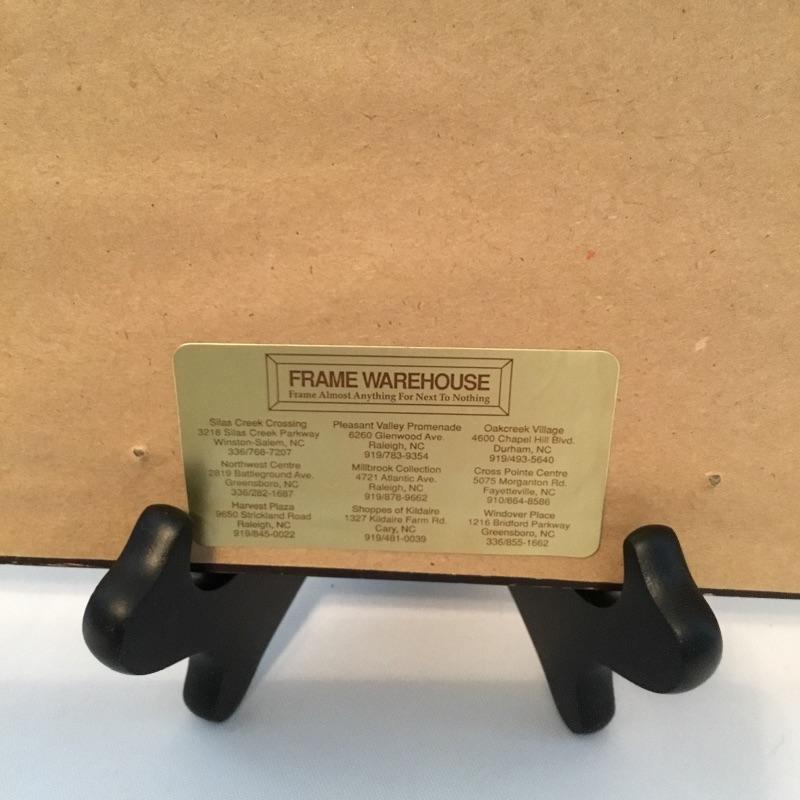 FRAME WAREHOUSE
Frame Almost Anything For Next To Nothing
Silas Creek Crossing
3218 Silas Creek Parkway
Winston-Salem, NC
336/768-7207
Northwest Centre
2819 Battleground Ave.
Greensboro, NC
336/282-1687
Harvest Plaza
9650 Strickland Road
Raleigh, NC
919/845-0022
Pleasant Valley Promenade
6260 Glenwood Ave.
Raleigh, NC
919/783-9354
Millbrook Collection
4721 Atlantic Ave.
Raleigh, NC
919/878-9662
Shoppes of Kildaire
1327 Kildaire Farm Rd.
Cary, NC
919/481-0039
Oakcreek Village
4600 Chapel Hill Blvd.
Durham, NC
919/493-5640
Cross Pointe Centre
5075 Morganton Rd.
Fayetteville, NC
910/864-8586
Windover Place
1216 Bridford Parkway
Greensboro, NC
336/855-1662